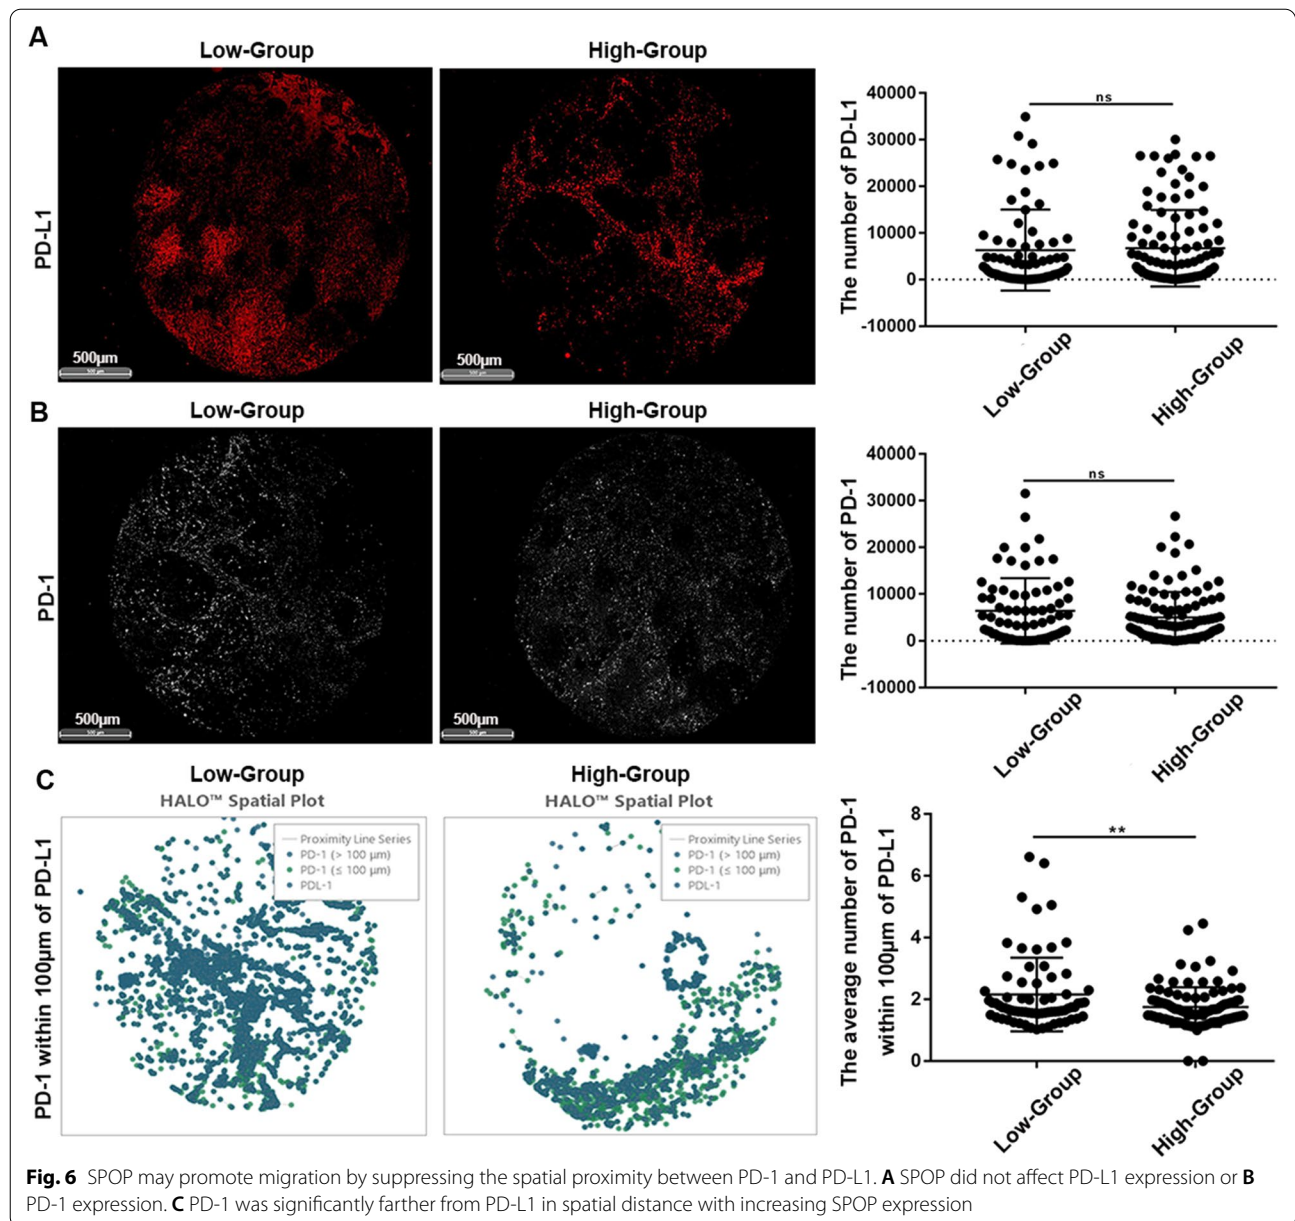 A
Low-Group
High-Group
PD-L1
500µm
500 µm
500µm
500 µm
The number of PD-L1
40000
30000
20000
10000
0
-10000
ns
Low-Group
High-Group
B
Low-Group
High-Group
PD-1
500µm
500 µm
500µm
500 µm
The number of PD-1
40000
30000
20000
10000
0
-10000
ns
Low-Group
High-Group
C
Low-Group
High-Group
PD-1 within 100µm of PD-L1
HALO™ Spatial Plot
Proximity Line Series
PD-1 (> 100 µm)
PD-1 (≤ 100 µm)
PDL-1
HALO™ Spatial Plot
Proximity Line Series
PD-1 (> 100 µm)
PD-1 (≤ 100 µm)
PDL-1
The average number of PD-1
within 100µm of PD-L1
8
6
4
2
0
**
Low-Group
High-Group
Fig. 6 SPOP may promote migration by suppressing the spatial proximity between PD-1 and PD-L1. A SPOP did not affect PD-L1 expression or B
PD-1 expression. C PD-1 was significantly farther from PD-L1 in spatial distance with increasing SPOP expression